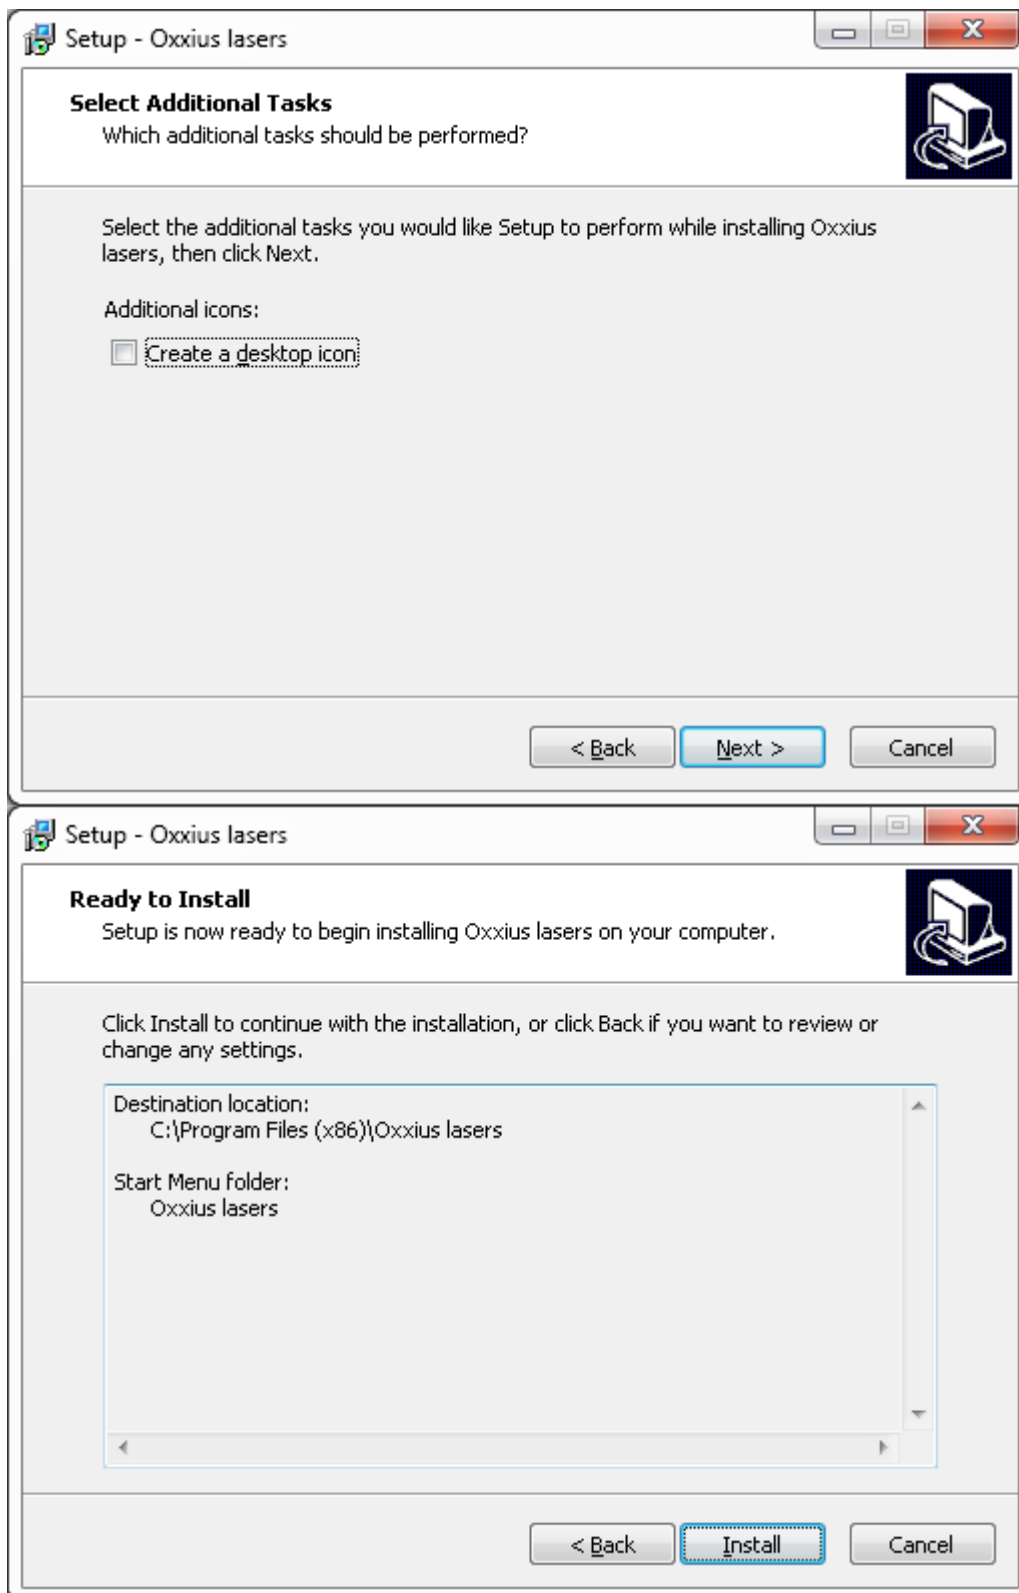 Setup - Oxxius lasers
Select Additional Tasks
Which additional tasks should be performed?
Select the additional tasks you would like Setup to perform while installing Oxxius
lasers, then click Next.
Additional icons:
Create a desktop icon
< Back
Next >
Cancel
Setup - Oxxius lasers
Ready to Install
Setup is now ready to begin installing Oxxius lasers on your computer.
Click Install to continue with the installation, or click Back if you want to review or
change any settings.
Destination location:
C:\Program Files (x86)\Oxxius lasers
Start Menu folder:
Oxxius lasers
< Back
Install
Cancel